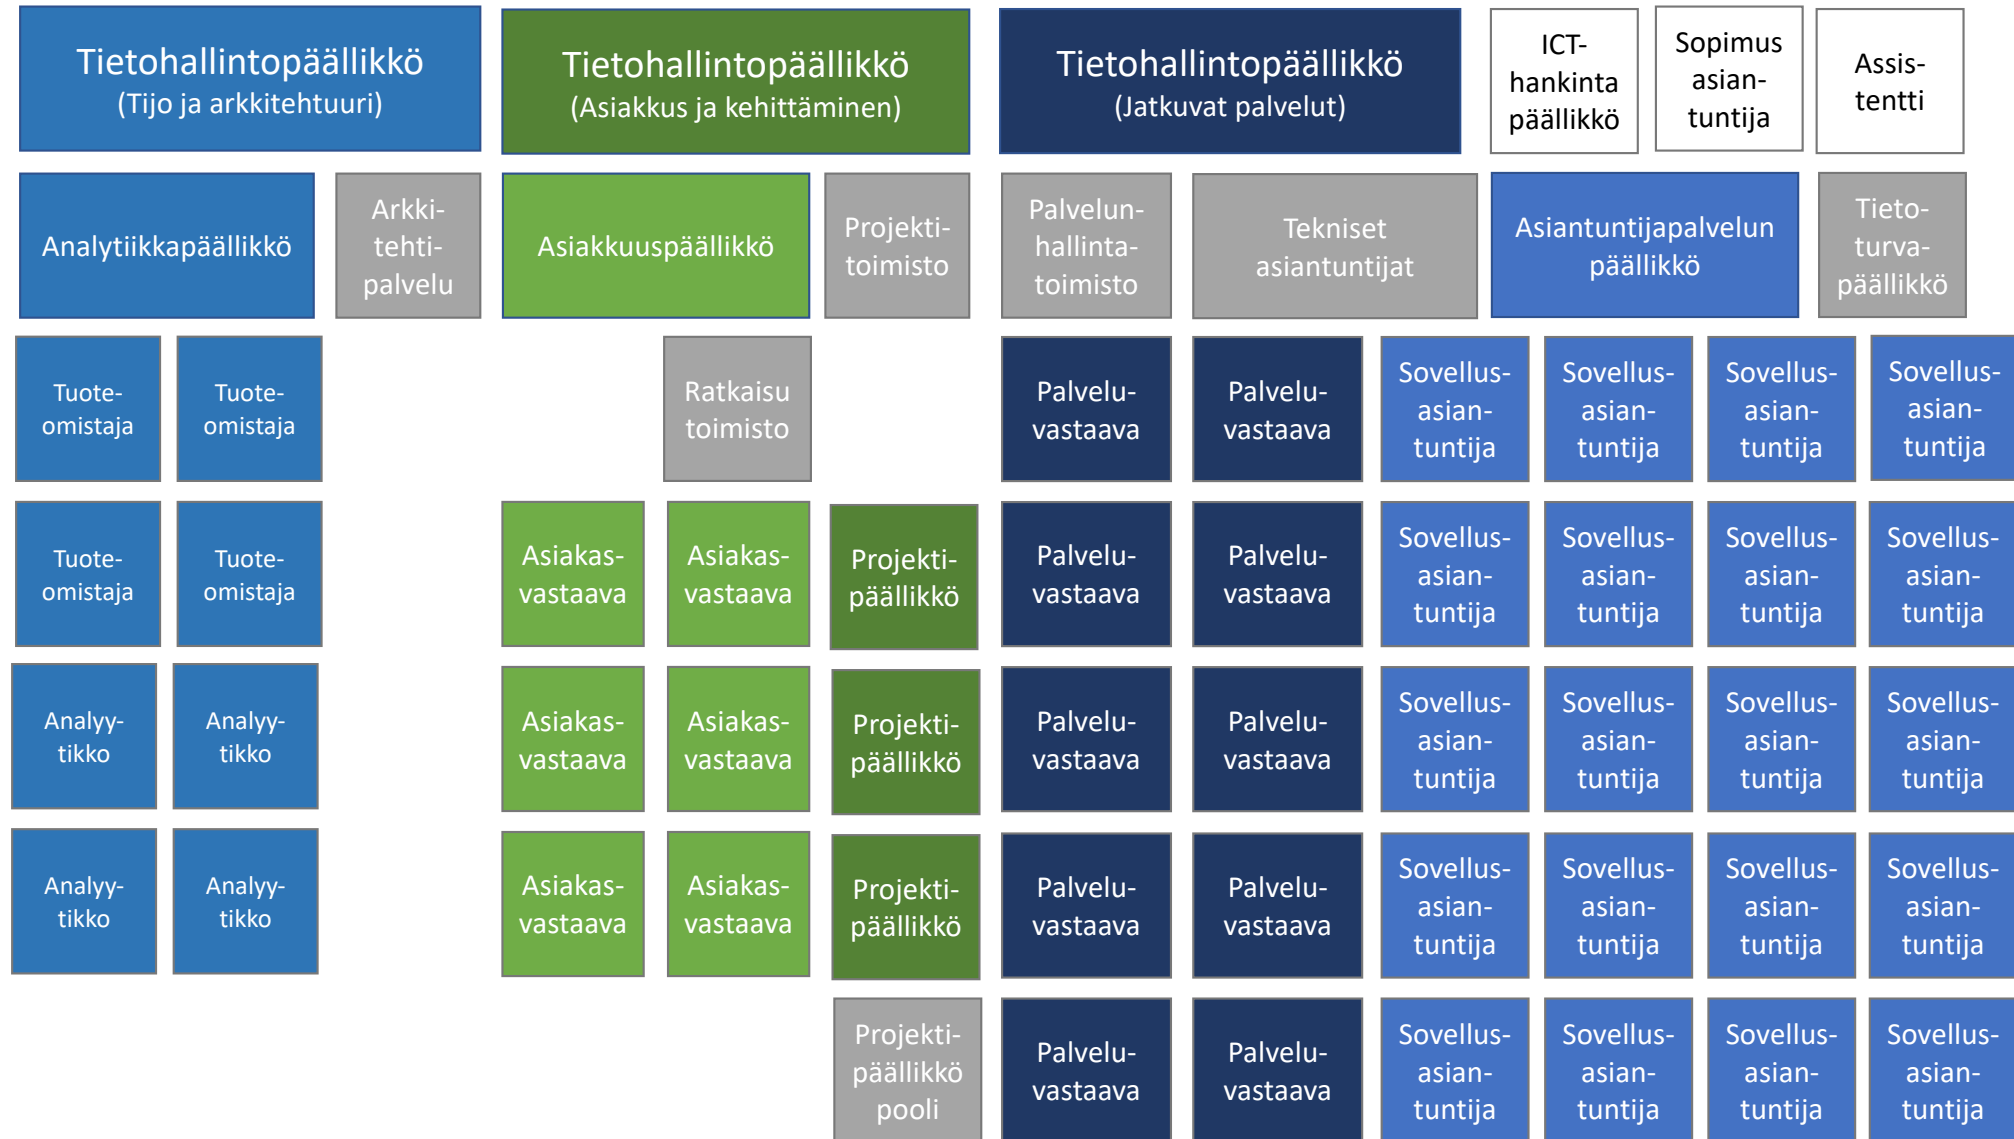 Tietohallintopäällikkö
(Tijo ja arkkitehtuuri)
Tietohallintopäällikkö
(Asiakkus ja kehittäminen)
Tietohallintopäällikkö
(Jatkuvat palvelut)
ICT-
hankinta
päällikkö
Sopimus
asian-
tuntija
Assis-
tentti
Analytiikkapäällikkö
Arkki-
tehti-
palvelu
Asiakkuuspäällikkö
Projekti-
toimisto
Palvelun-
hallinta-
toimisto
Tekniset
asiantuntijat
Asiantuntijapalvelun
päällikkö
Tieto-
turva-
päällikkö
Tuote-
omistaja
Tuote-
omistaja
Ratkaisu
toimisto
Palvelu-
vastaava
Palvelu-
vastaava
Sovellus-
asian-
tuntija
Sovellus-
asian-
tuntija
Sovellus-
asian-
tuntija
Sovellus-
asian-
tuntija
Tuote-
omistaja
Tuote-
omistaja
Asiakas-
vastaava
Asiakas-
vastaava
Projekti-
päällikkö
Palvelu-
vastaava
Palvelu-
vastaava
Sovellus-
asian-
tuntija
Sovellus-
asian-
tuntija
Sovellus-
asian-
tuntija
Sovellus-
asian-
tuntija
Analyy-
tikko
Analyy-
tikko
Asiakas-
vastaava
Asiakas-
vastaava
Projekti-
päällikkö
Palvelu-
vastaava
Palvelu-
vastaava
Sovellus-
asian-
tuntija
Sovellus-
asian-
tuntija
Sovellus-
asian-
tuntija
Sovellus-
asian-
tuntija
Analyy-
tikko
Analyy-
tikko
Asiakas-
vastaava
Asiakas-
vastaava
Projekti-
päällikkö
Palvelu-
vastaava
Palvelu-
vastaava
Sovellus-
asian-
tuntija
Sovellus-
asian-
tuntija
Sovellus-
asian-
tuntija
Sovellus-
asian-
tuntija
Projekti-
päällikkö
pooli
Palvelu-
vastaava
Palvelu-
vastaava
Sovellus-
asian-
tuntija
Sovellus-
asian-
tuntija
Sovellus-
asian-
tuntija
Sovellus-
asian-
tuntija